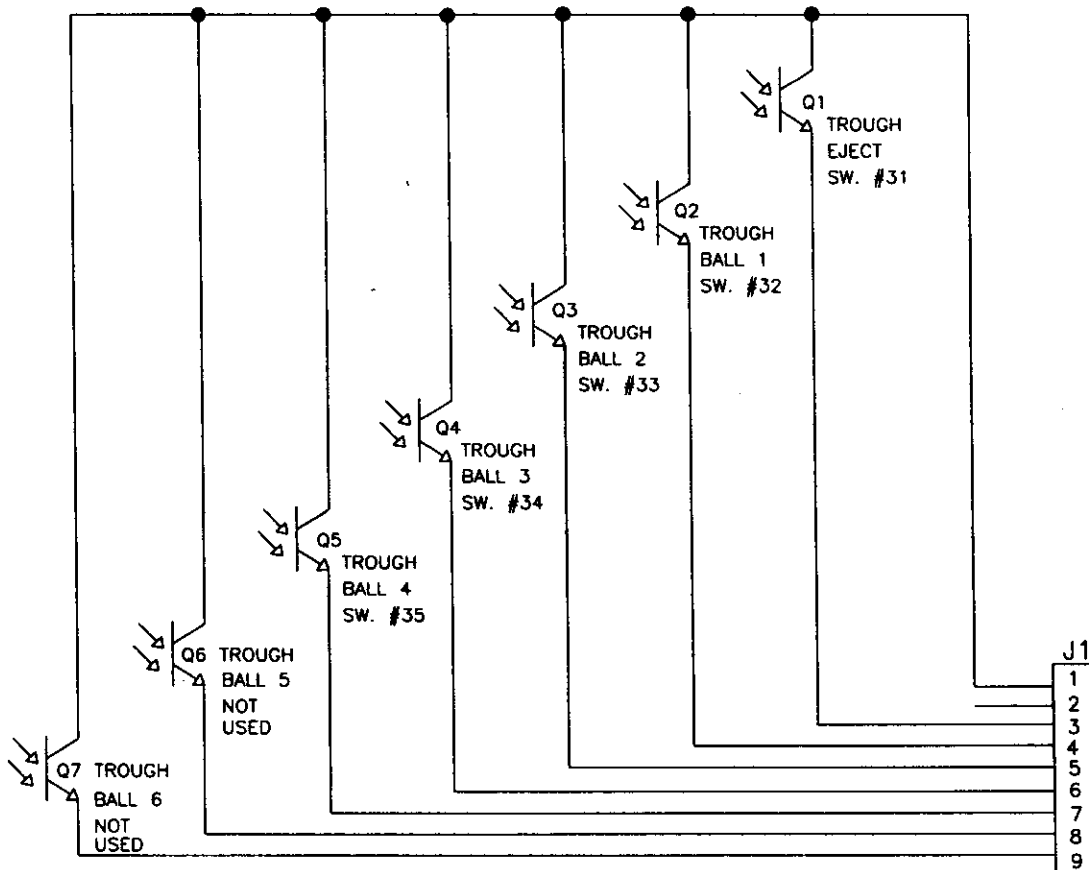 Q1
TROUGH
EJECT
SW. #31
Q2
TROUGH
BALL 1
SW. #32
Q3
TROUGH
BALL 2
SW. #33
Q4
TROUGH
BALL 3
SW. #34
Q5
TROUGH
BALL 4
SW. #35
Q6 TROUGH
BALL 5
NOT
USED
Q7 TROUGH
BALL 6
NOT
USED
J1
1
2
3
4
5
6
7
8
9